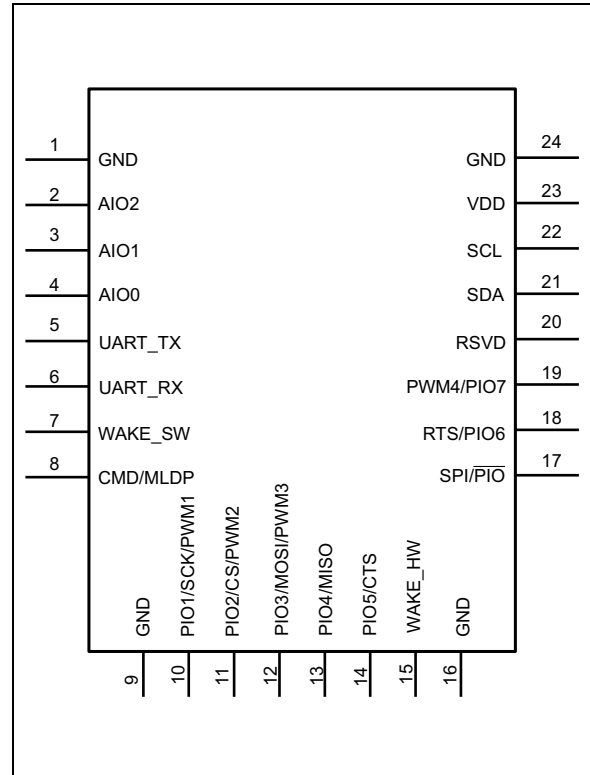 1 GND
2 AIO2
3 AIO1
4 AIO0
5 UART_TX
6 UART_RX
7 WAKE_SW
8 CMD/MLDP
9 GND
10 PIO1/SCK/PWM1
11 PIO2/CS/PWM2
12 PIO3/MOSI/PWM3
13 PIO4/MISO
14 PIO5/CTS
15 WAKE_HW
16 GND
17 SPI/P̅I̅O̅
18 RTS/PIO6
19 PWM4/PIO7
20 RSVD
21 SDA
22 SCL
23 VDD
24 GND